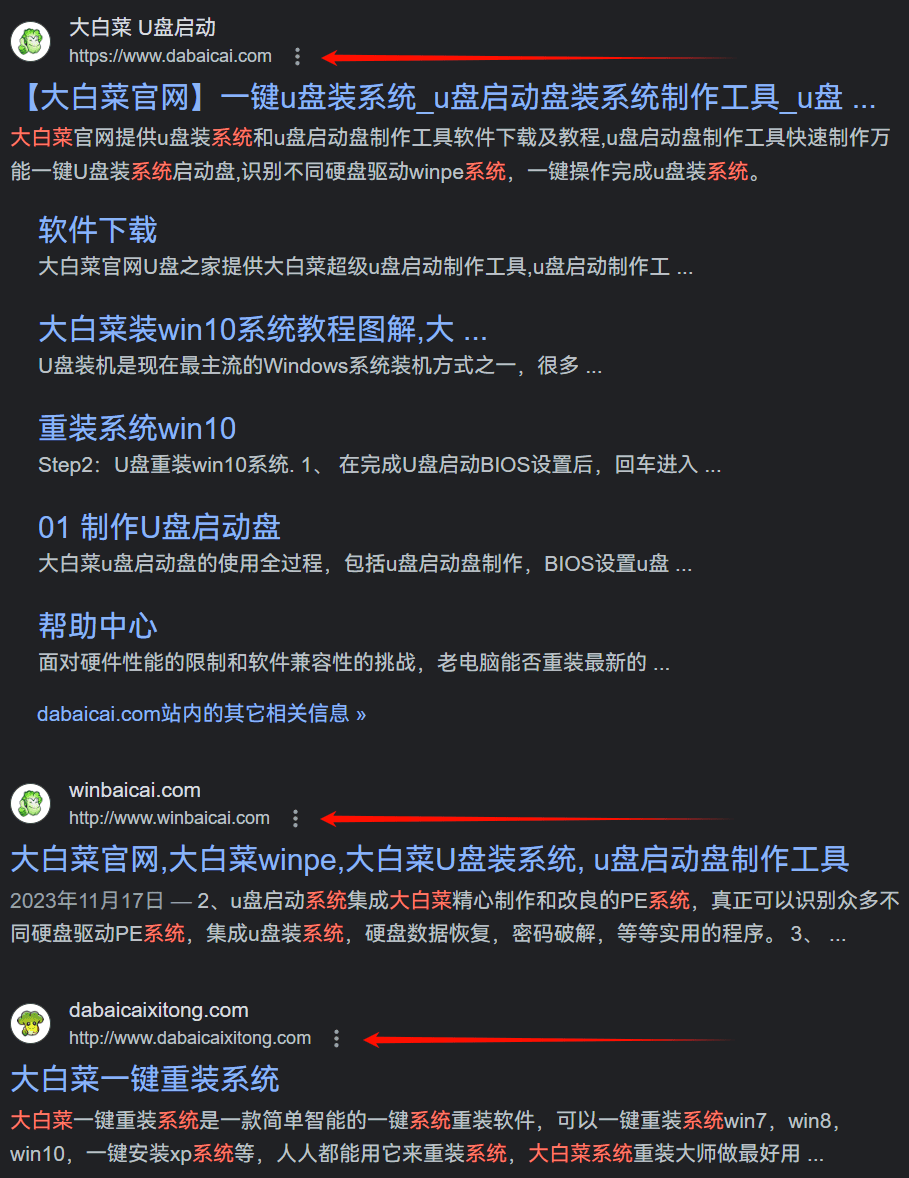 大白菜 U盘启动
https://www.dabaicai.com
【大白菜官网】一键u盘装系统_u盘启动盘装系统制作工具_u盘 ...
大白菜官网提供u盘装系统和u盘启动盘制作工具软件下载及教程,u盘启动盘制作工具快速制作万
能一键U盘装系统启动盘,识别不同硬盘驱动winpe系统，一键操作完成u盘装系统。
软件下载
大白菜官网U盘之家提供大白菜超级u盘启动制作工具,u盘启动制作工 ...
大白菜装win10系统教程图解,大 ...
U盘装机是现在最主流的Windows系统装机方式之一，很多 ...
重装系统win10
Step2：U盘重装win10系统. 1、 在完成U盘启动BIOS设置后，回车进入 ...
01 制作U盘启动盘
大白菜u盘启动盘的使用全过程，包括u盘启动盘制作，BIOS设置u盘 ...
帮助中心
面对硬件性能的限制和软件兼容性的挑战，老电脑能否重装最新的 ...
dabaicai.com站内的其它相关信息 »
winbaicai.com
http://www.winbaicai.com
大白菜官网,大白菜winpe,大白菜U盘装系统, u盘启动盘制作工具
2023年11月17日 — 2、u盘启动系统集成大白菜精心制作和改良的PE系统，真正可以识别众多不
同硬盘驱动PE系统，集成u盘装系统，硬盘数据恢复，密码破解，等等实用的程序。 3、 ...
dabaicaixitong.com
http://www.dabaicaixitong.com
大白菜一键重装系统
大白菜一键重装系统是一款简单智能的一键系统重装软件，可以一键重装系统win7，win8，
win10，一键安装xp系统等，人人都能用它来重装系统，大白菜系统重装大师做最好用 ...